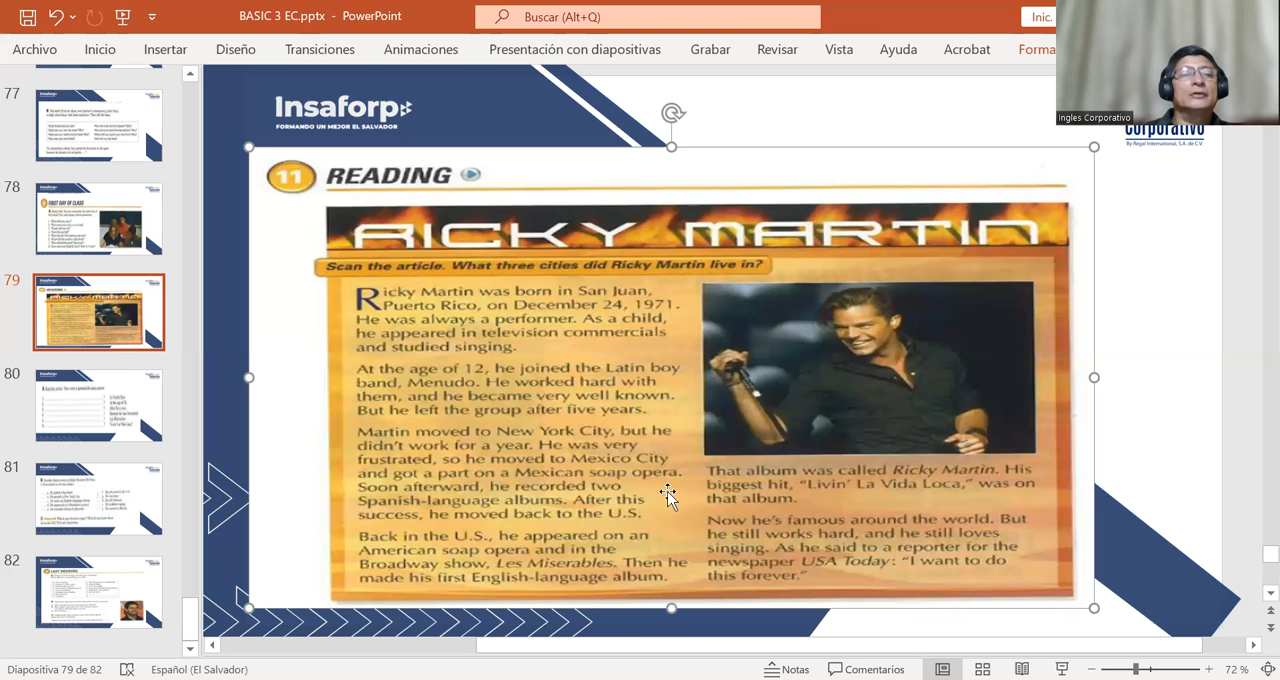 BASIC 3 EC.pptx - PowerPoint
Buscar (Alt+Q)
Inic.
Archivo Inicio Insertar Diseño Transiciones Animaciones Presentación con diapositivas Grabar Revisar Vista Ayuda Acrobat Forma
Ingles Corporativo
77
78
FIRST DAY OF CLASS
79
80
81
82
Insaforp
FORMANDO UN MEJOR EL SALVADOR
Corporativo
By Regal International, S.A. de C.V
11 READING
RICKY MARTIN
Scan the article. What three cities did Ricky Martin live in?
Ricky Martin was born in San Juan,
Puerto Rico, on December 24, 1971.
He was always a performer. As a child,
he appeared in television commercials
and studied singing.
At the age of 12, he joined the Latin boy
band, Menudo. He worked hard with
them, and he became very well known.
But he left the group after five years.
Martin moved to New York City, but he
didn't work for a year. He was very
frustrated, so he moved to Mexico City
and got a part on a Mexican soap opera.
Soon afterward, he recorded two
Spanish-language albums. After this
success, he moved back to the U.S.
Back in the U.S., he appeared on an
American soap opera and in the
Broadway show, Les Miserables. Then he
made his first English-language album.
That album was called Ricky Martin. His
biggest hit, "Livin' La Vida Loca," was on
that album.
Now he's famous around the world. But
he still works hard, and he still loves
singing. As he said to a reporter for the
newspaper USA Today: "I want to do
this forever."
Diapositiva 79 de 82 Español (El Salvador) Notas Comentarios 72 %